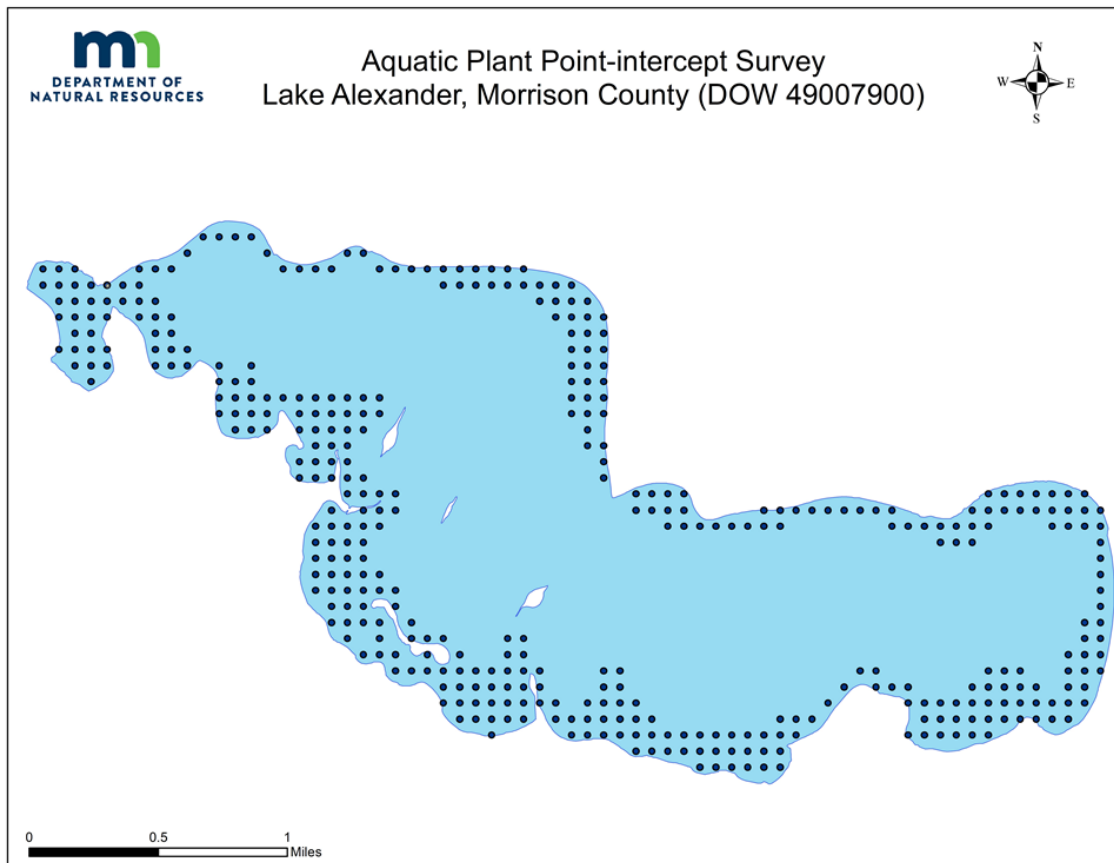 mn
DEPARTMENT OF
NATURAL RESOURCES
Aquatic Plant Point-intercept Survey
Lake Alexander, Morrison County (DOW 49007900)
N
W E
S
0 0.5 1
Miles